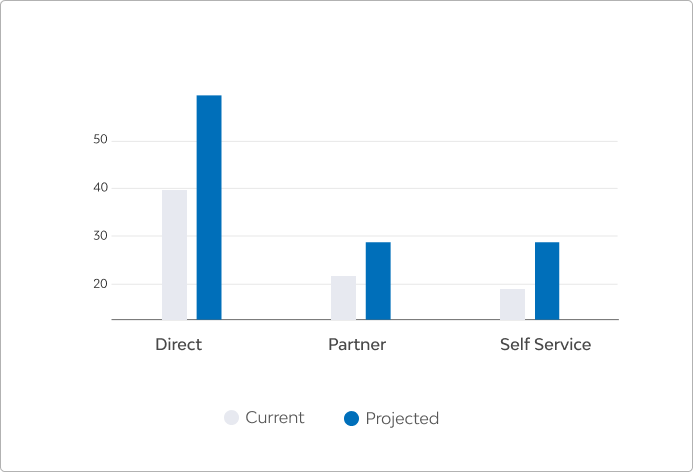 50
40
30
20
Direct
Partner
Self Service
Current
Projected